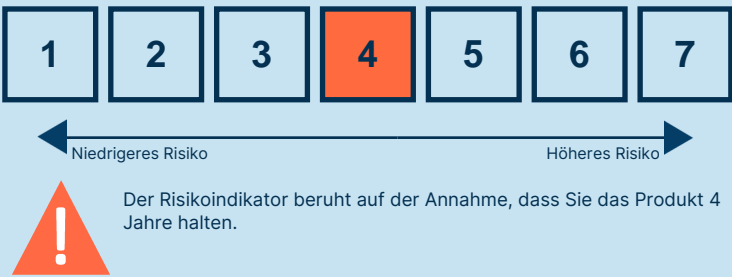 1 2 3 4 5 6 7
Niedrigeres Risiko Höheres Risiko
Der Risikoindikator beruht auf der Annahme, dass Sie das Produkt 4
Jahre halten.
!